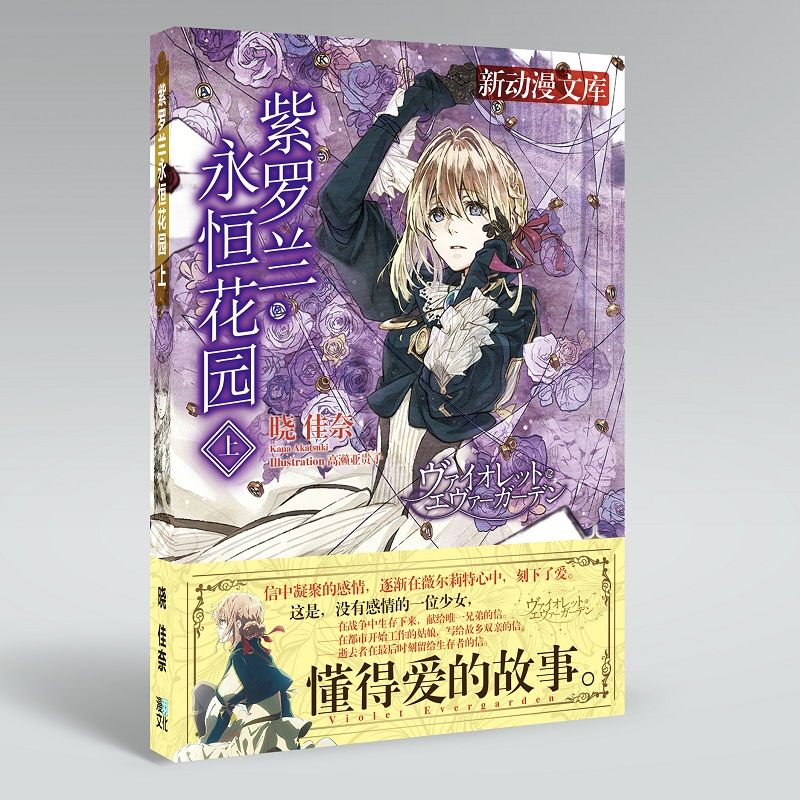 新动漫文库
紫罗兰·
永恒花园
上
晓 佳奈
Kana Akatsuki
Illustration 高濑亚贵子
ヴァイオレット・
エヴァーガーデン
信中凝聚的感情，逐渐在薇尔莉特心中，刻下了爱。
这是，没有感情的一位少女，
在战争中生存下来，献给唯一兄弟的信。
在都市开始工作的姑娘，写给故乡双亲的信。
逝去者在最后时刻留给生存者的信。
懂得爱的故事。
Violet Evergarden
ヴァイオレット・
エヴァーガーデン
紫罗兰永恒花园 上
晓 佳奈
漫文化